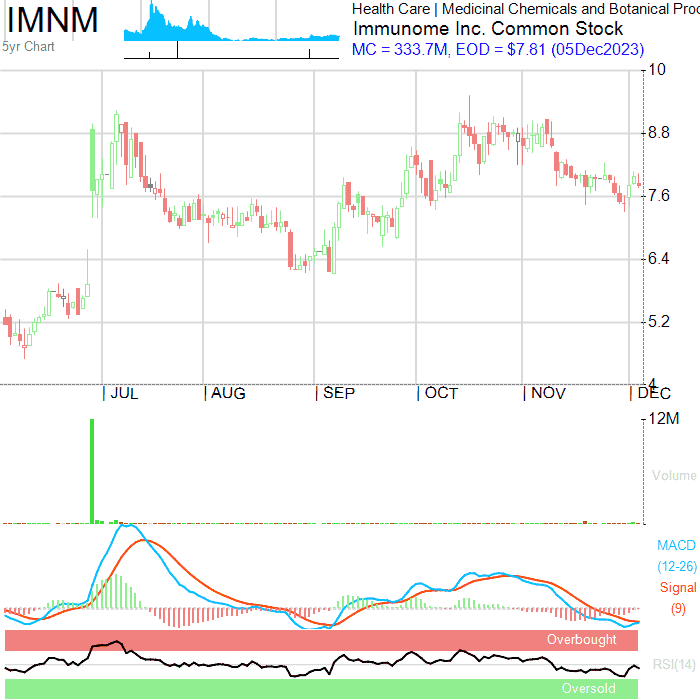 IMNM
5yr Chart
Health Care | Medicinal Chemicals and Botanical Proc
Immunome Inc. Common Stock
MC = 333.7M, EOD = $7.81 (05Dec2023)
10
8.8
7.6
6.4
5.2
4
| JUL | AUG | SEP | OCT | NOV | DEC
12M
Volume
MACD
(12-26)
Signal
(9)
Overbought
RSI(14)
Oversold